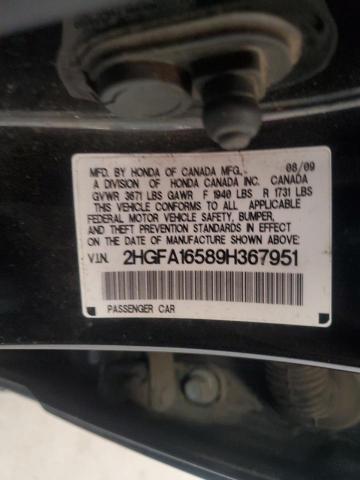 MFD. BY HONDA OF CANADA MFG., 08/09
A DIVISION OF HONDA CANADA INC. CANADA
GVWR 3671 LBS GAWR F 1940 LBS R 1731 LBS
THIS VEHICLE CONFORMS TO ALL APPLICABLE
FEDERAL MOTOR VEHICLE SAFETY, BUMPER,
AND THEFT PREVENTION STANDARDS IN EFFECT
ON THE DATE OF MANUFACTURE SHOWN ABOVE:
V.I.N. 2HGFA16589H367951
PASSENGER CAR